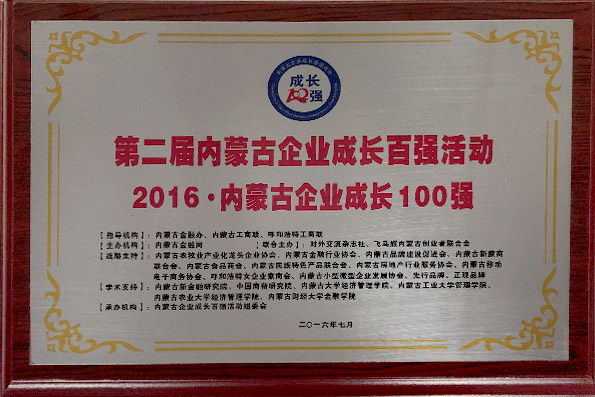 成长
100强
第二届内蒙古企业成长百强活动
2016·内蒙古企业成长100强
【指导机构】：内蒙古金融办、内蒙古工商联、呼和浩特工商联
【主办机构】：内蒙古金融网 【联合主办】：对外交流杂志社、飞马旅内蒙古创业者联合会
【战略支持】：内蒙古农牧业产业化龙头企业协会、内蒙古金融行业协会、内蒙古品牌建设促进会、内蒙古新蒙商
联合会、内蒙古食品商会、内蒙古民族特色产品联合会、内蒙古房地产行业服务协会、内蒙古移动
电子商务协会、呼和浩特女企业家商会、内蒙古小型微型企业发展协会、先行品牌、正观品牌
【学术支持】：内蒙古新金融研究院、中国商帮研究院、内蒙古大学经济管理学院、内蒙古工业大学管理学院、
内蒙古农业大学经济管理学院、内蒙古财经大学金融学院
【承办机构】：内蒙古企业成长百强活动组委会
二〇一六年七月